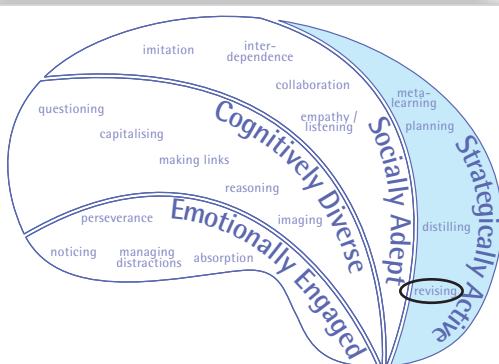 imitation
inter-
dependence
collaboration
empathy /
listening
Socially Adept
meta-
learning
planning
distilling
revising
Strategically Active
questioning
capitalising
making links
reasoning
imaging
Cognitively Diverse
perseverance
noticing
managing
distractions
absorption
Emotionally Engaged